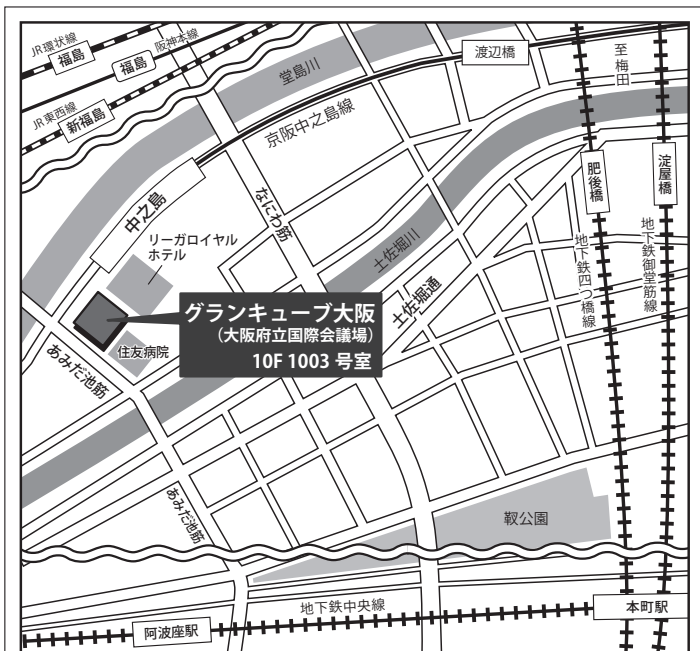 JR環状線
福島
阪神本線
福島
JR東西線
新福島
堂島川
渡辺橋
至梅田
京阪中之島線
中之島
なにわ筋
肥後橋
淀屋橋
リーガロイヤル
ホテル
土佐堀川
土佐堀通
地下鉄四つ橋線
地下鉄御堂筋線
グランキューブ大阪
(大阪府立国際会議場)
10F 1003 号室
住友病院
あみだ池筋
あみだ池筋
靱公園
地下鉄中央線
本町駅
阿波座駅